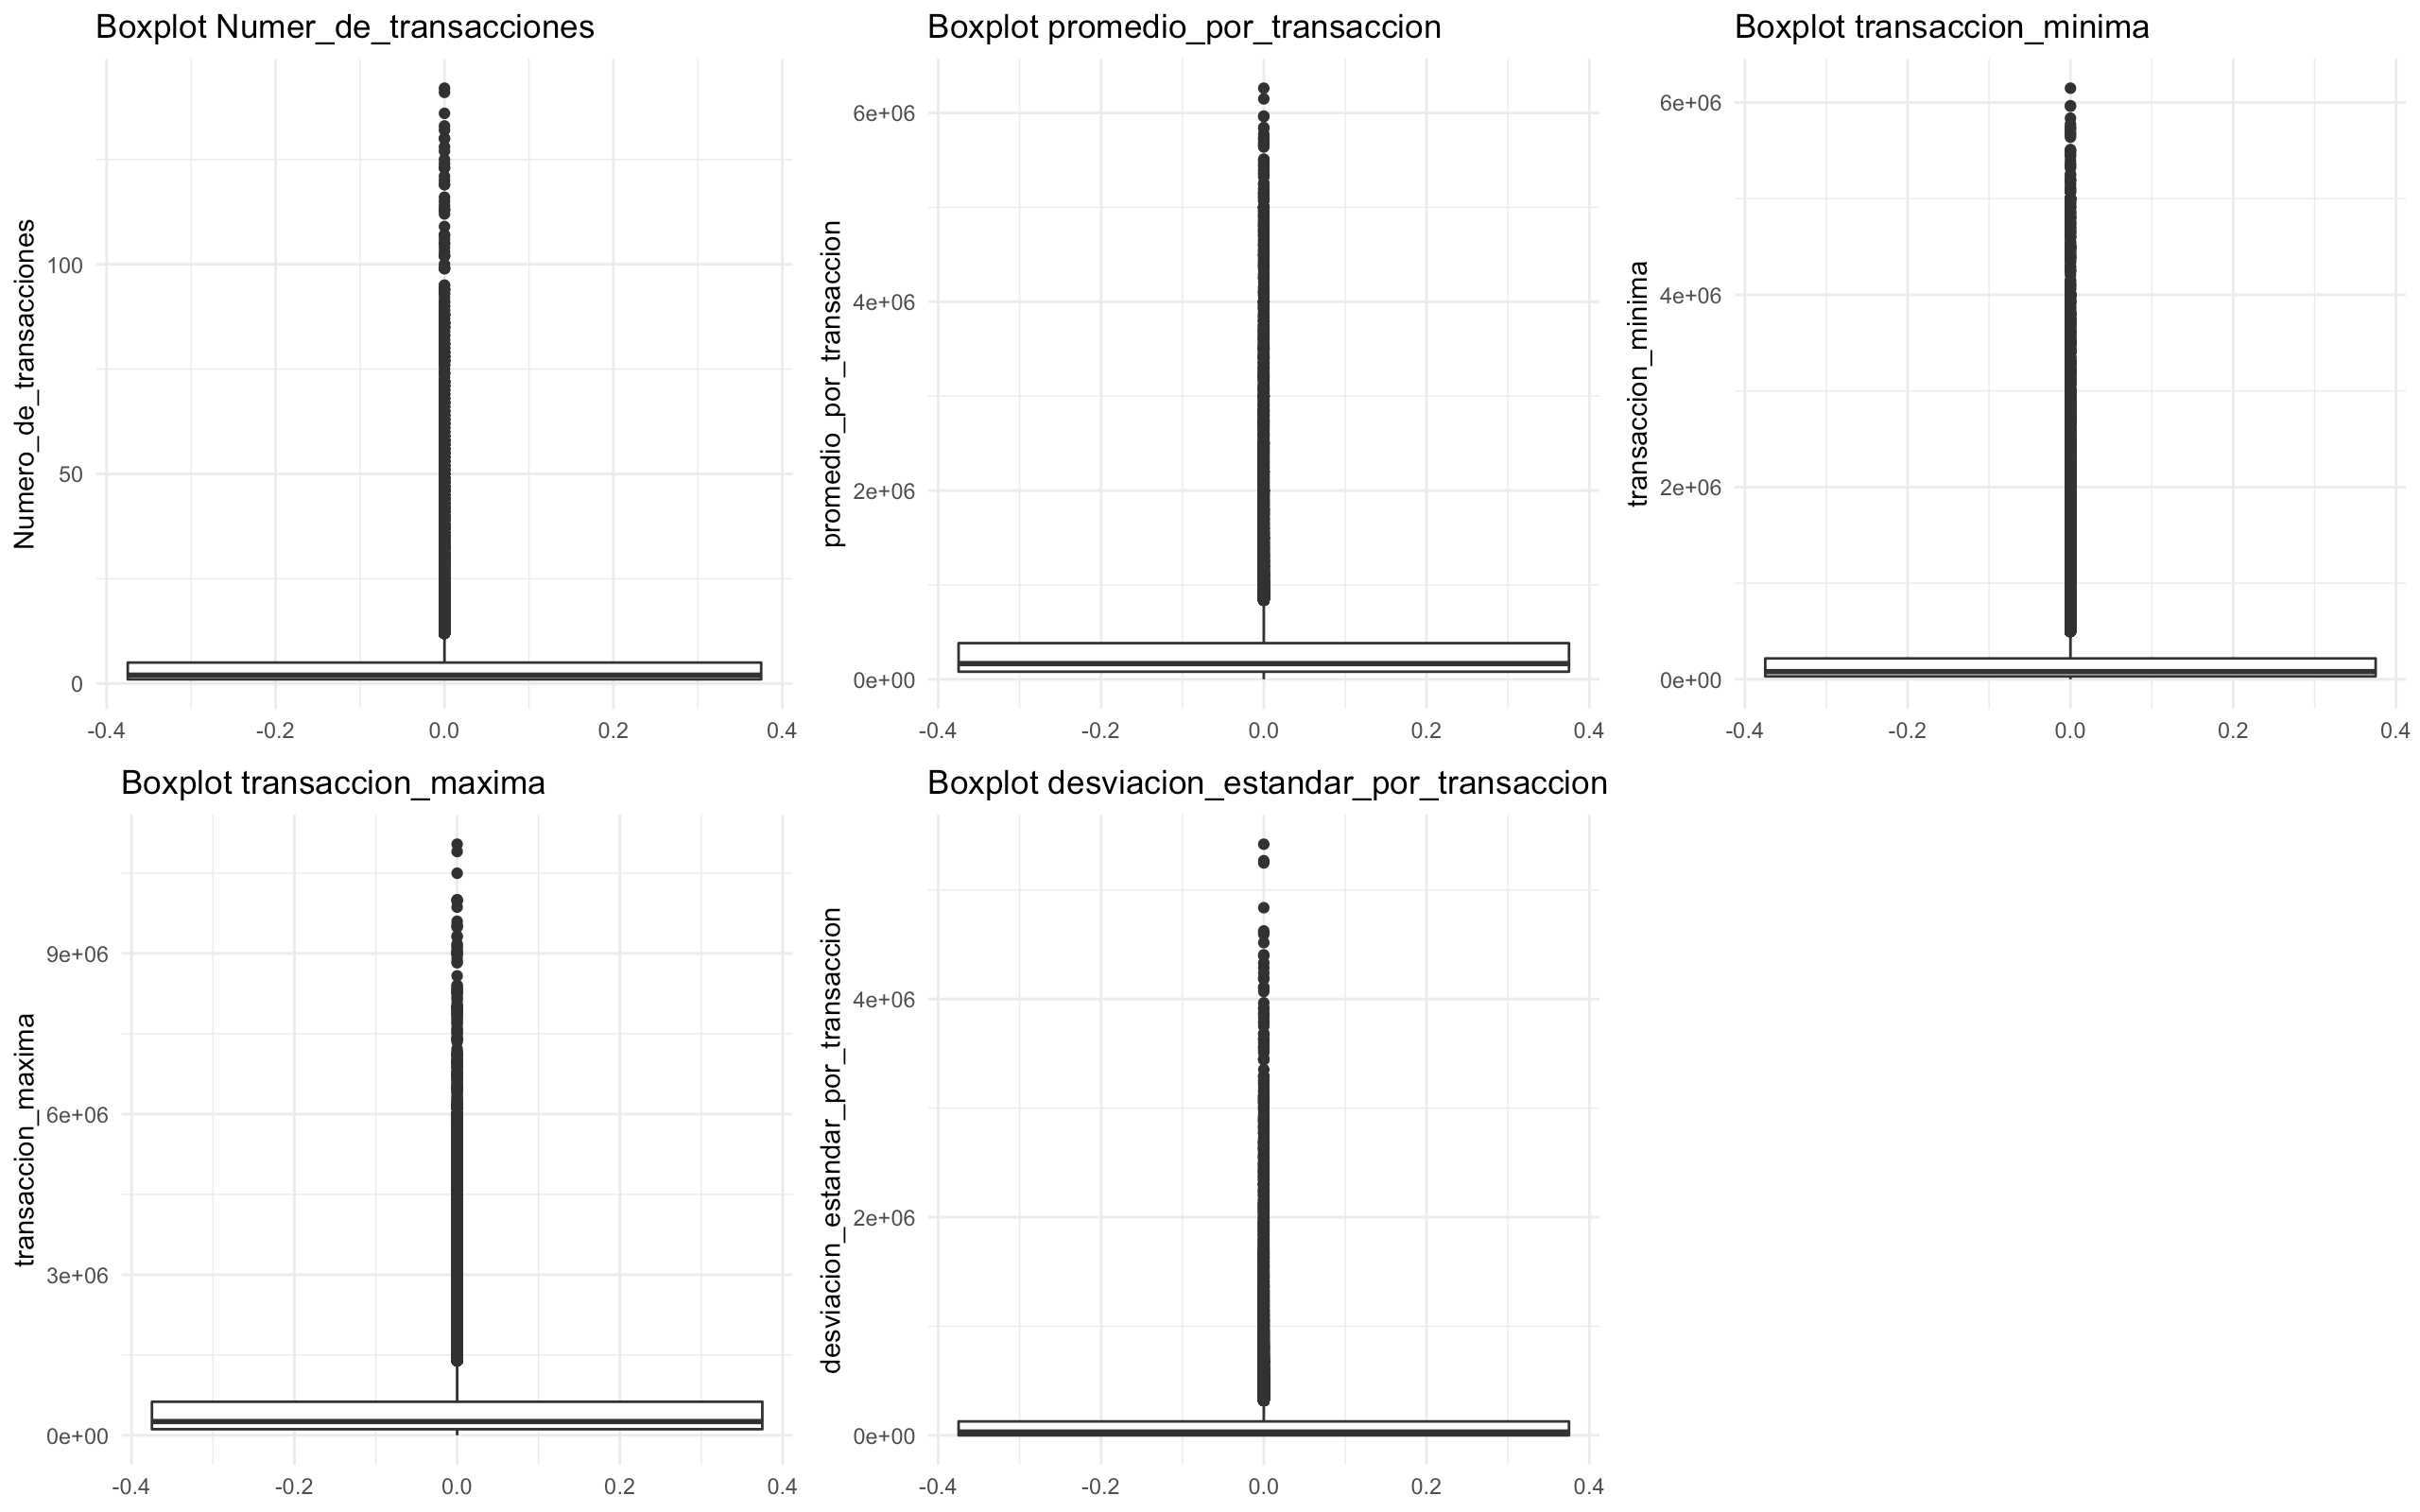 Boxplot Numer_de_transacciones
Numero_de_transacciones
100
50
0
-0.4 -0.2 0.0 0.2 0.4
Boxplot promedio_por_transaccion
promedio_por_transaccion
6e+06
4e+06
2e+06
0e+00
-0.4 -0.2 0.0 0.2 0.4
Boxplot transaccion_minima
transaccion_minima
6e+06
4e+06
2e+06
0e+00
-0.4 -0.2 0.0 0.2 0.4
Boxplot transaccion_maxima
transaccion_maxima
9e+06
6e+06
3e+06
0e+00
-0.4 -0.2 0.0 0.2 0.4
Boxplot desviacion_estandar_por_transaccion
desviacion_estandar_por_transaccion
4e+06
2e+06
0e+00
-0.4 -0.2 0.0 0.2 0.4